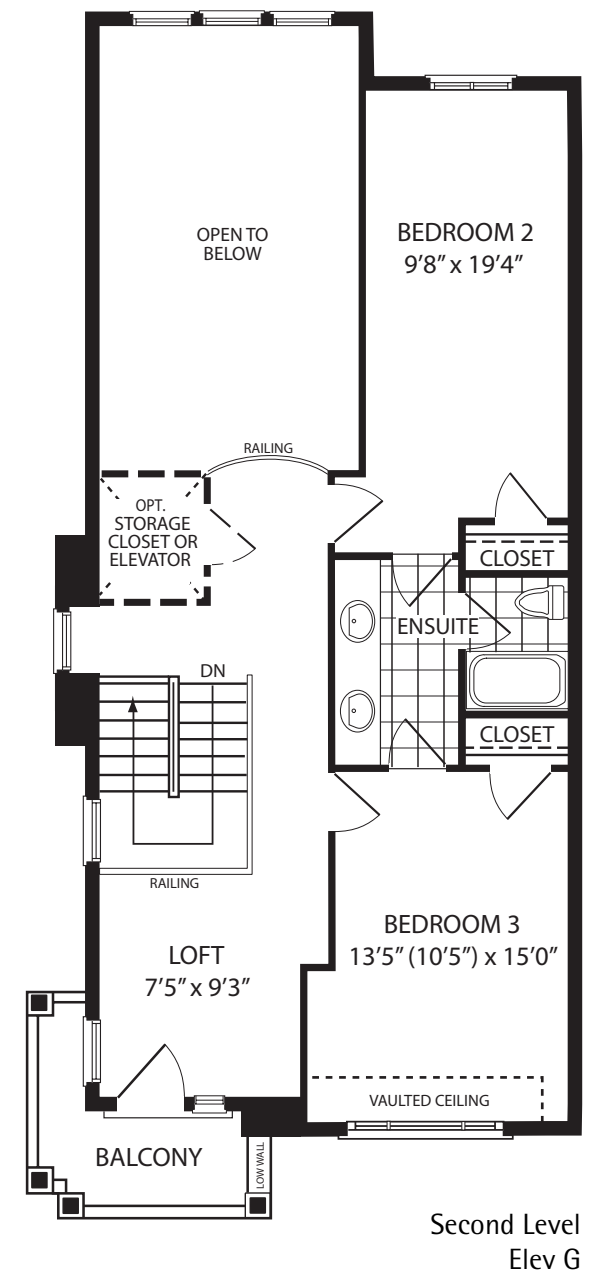 OPEN TO
BELOW
BEDROOM 2
9’8” x 19’4”
RAILING
OPT.
STORAGE
CLOSET OR
ELEVATOR
CLOSET
ENSUITE
DN
CLOSET
RAILING
BEDROOM 3
13’5” (10’5”) x 15’0”
LOFT
7’5” x 9’3”
VAULTED CEILING
BALCONY
LOW WALL
Second Level
Elev G